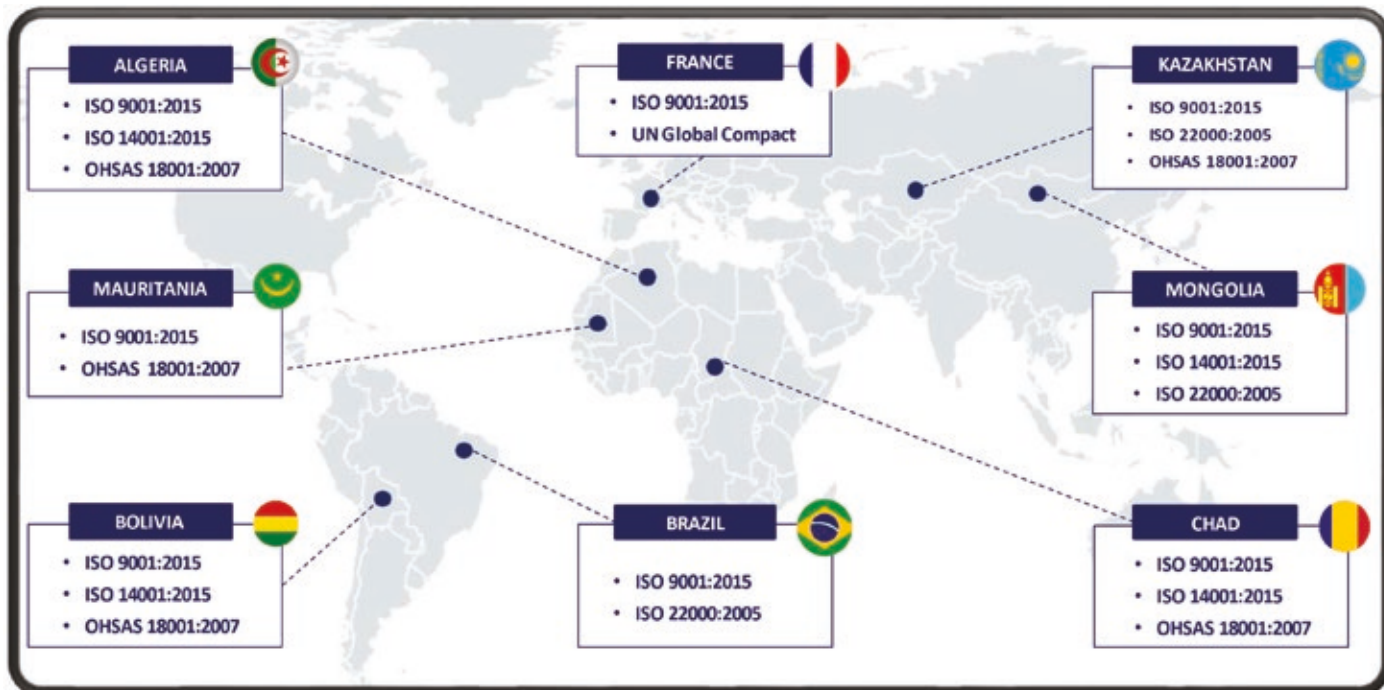 ALGERIA
• ISO 9001:2015
• ISO 14001:2015
• OHSAS 18001:2007
FRANCE
• ISO 9001:2015
• UN Global Compact
KAZAKHSTAN
• ISO 9001:2015
• ISO 22000:2005
• OHSAS 18001:2007
MAURITANIA
• ISO 9001:2015
• OHSAS 18001:2007
MONGOLIA
• ISO 9001:2015
• ISO 14001:2015
• ISO 22000:2005
BOLIVIA
• ISO 9001:2015
• ISO 14001:2015
• OHSAS 18001:2007
BRAZIL
• ISO 9001:2015
• ISO 22000:2005
CHAD
• ISO 9001:2015
• ISO 14001:2015
• OHSAS 18001:2007